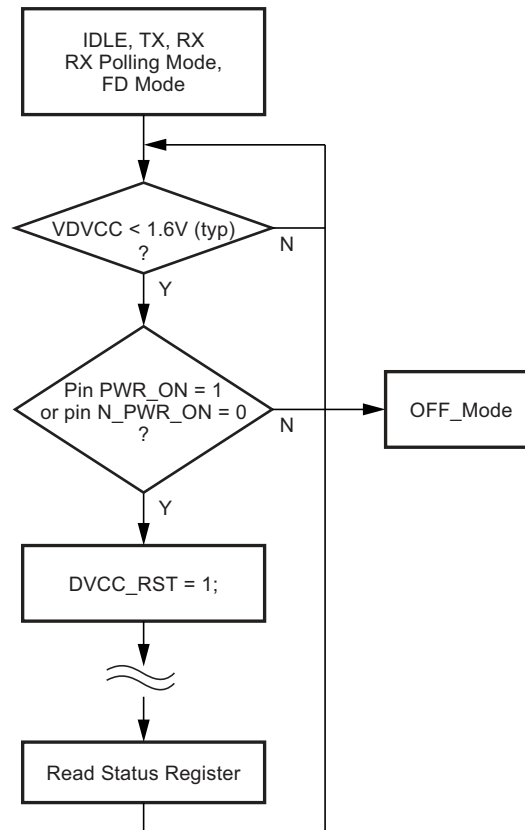 IDLE, TX, RX
RX Polling Mode,
FD Mode
VDVCC < 1.6V (typ)
?
N
Y
Pin PWR_ON = 1
or pin N_PWR_ON = 0
?
N
OFF_Mode
Y
DVCC_RST = 1;
Read Status Register